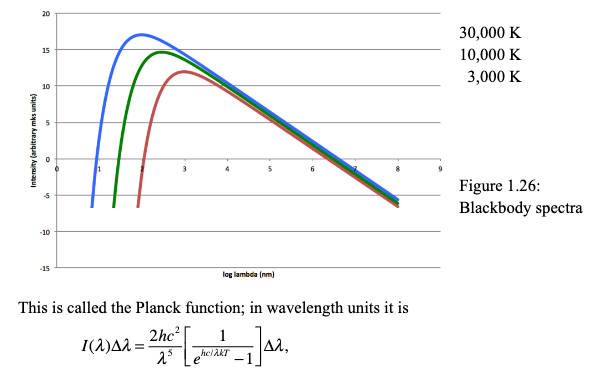 20
15
10
5
0
-5
-10
-15
0 1 2 3 4 5 6 7 8 9
Intensity (arbitrary mks units)
log lambda (nm)
30,000 K
10,000 K
3,000 K
Figure 1.26:
Blackbody spectra
This is called the Planck function; in wavelength units it is
I(λ)Δλ = 2hc²/λ⁵ [1/(e^{hc/λkT} − 1)] Δλ,